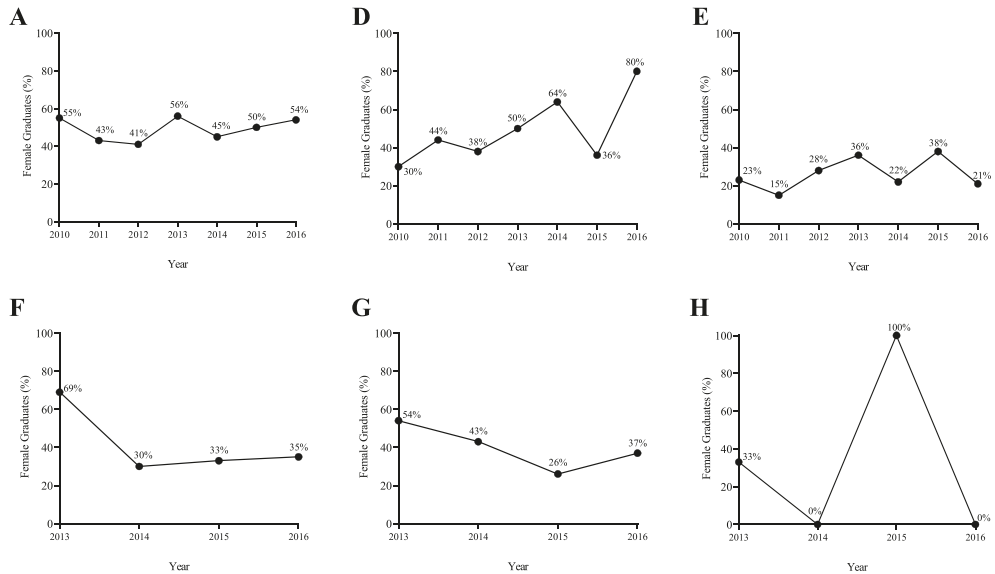 A
Female Graduates (%)
100
80
60
40
20
0
55%
43%
41%
56%
45%
50%
54%
2010 2011 2012 2013 2014 2015 2016
Year
D
Female Graduates (%)
100
80
60
40
20
0
30%
44%
38%
50%
64%
36%
80%
2010 2011 2012 2013 2014 2015 2016
Year
E
Female Graduates (%)
100
80
60
40
20
0
23%
15%
28%
36%
22%
38%
21%
2010 2011 2012 2013 2014 2015 2016
Year
F
Female Graduates (%)
100
80
60
40
20
0
69%
30%
33%
35%
2013 2014 2015 2016
Year
G
Female Graduates (%)
100
80
60
40
20
0
54%
43%
26%
37%
2013 2014 2015 2016
Year
H
Female Graduates (%)
100
80
60
40
20
0
33%
0%
100%
0%
2013 2014 2015 2016
Year